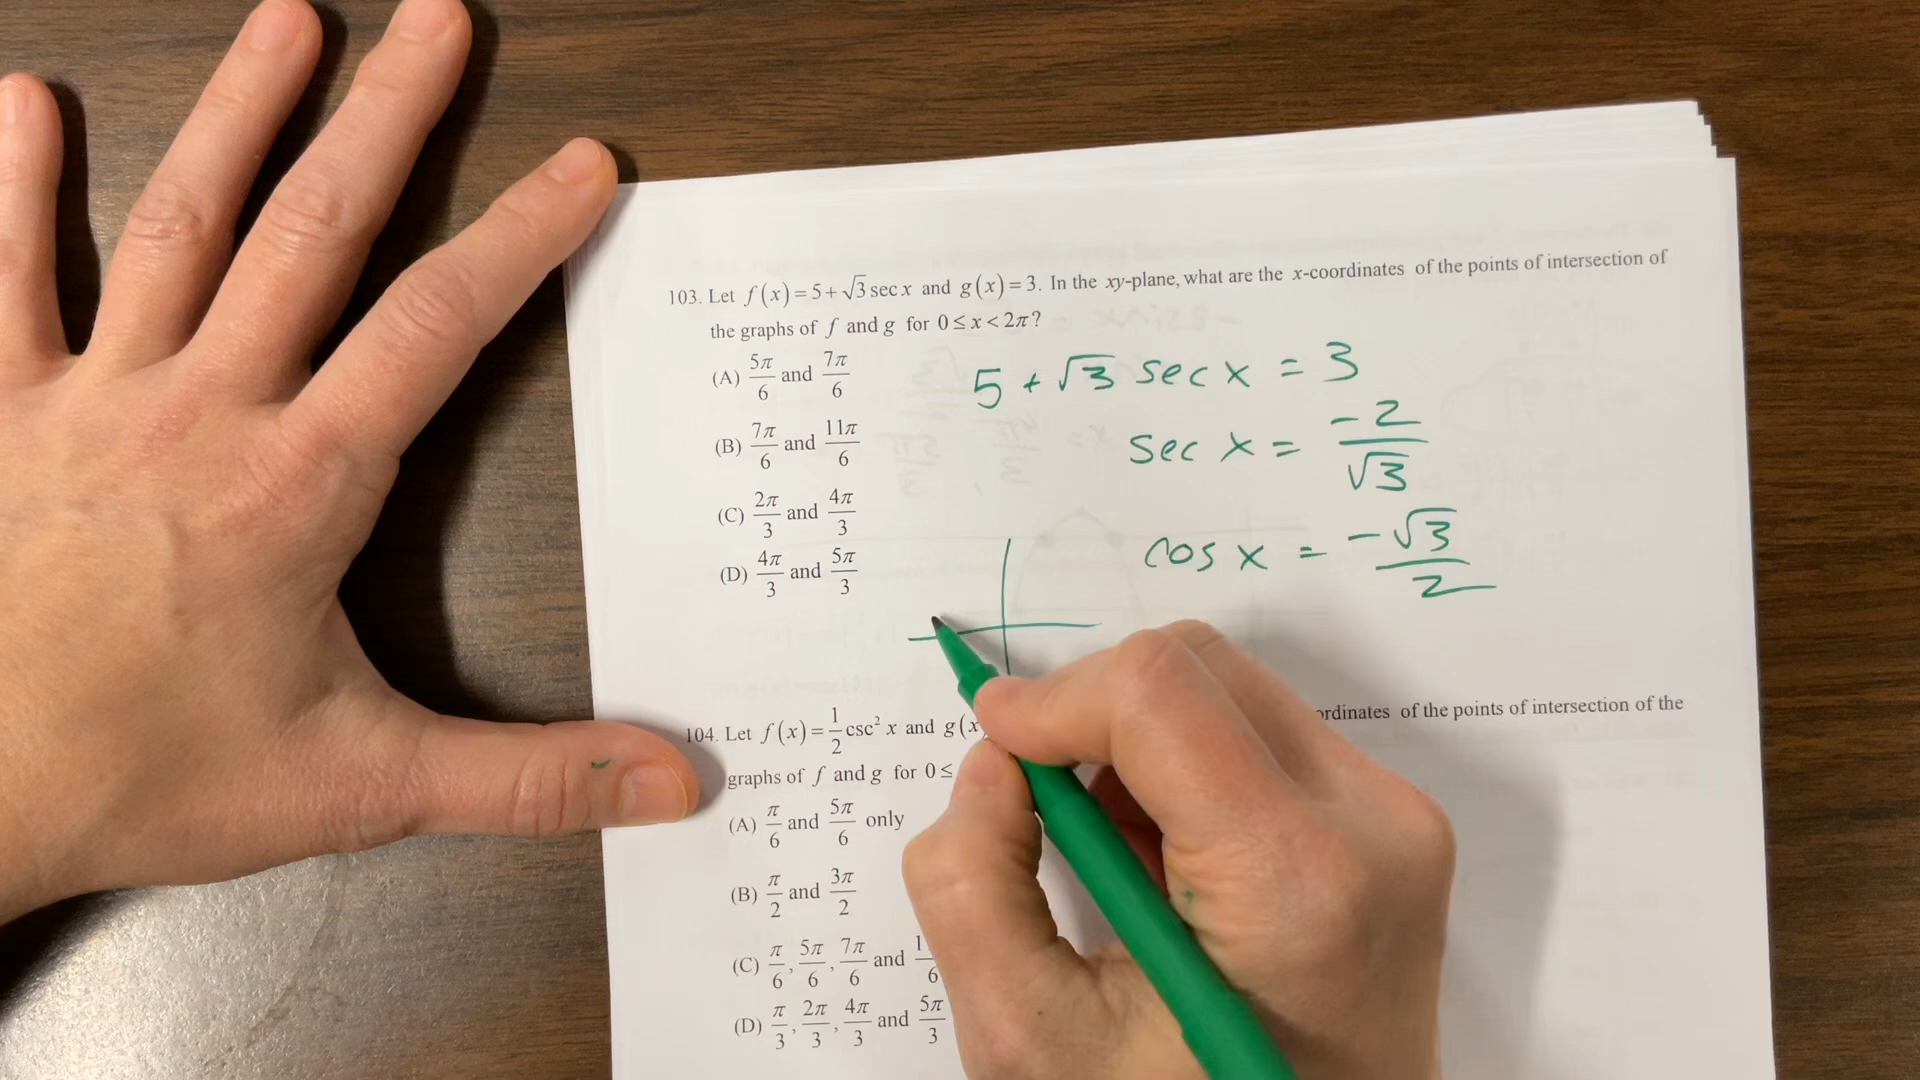 103. Let f(x)=5+√3 sec x and g(x)=3. In the xy-plane, what are the x-coordinates of the points of intersection of
the graphs of f and g for 0≤x<2π?
(A) 5π/6 and 7π/6
(B) 7π/6 and 11π/6
(C) 2π/3 and 4π/3
(D) 4π/3 and 5π/3
5 + √3 sec x = 3
sec x = -2/√3
cos x = -√3/2
104. Let f(x)=1/2 csc² x and g(x ordinates of the points of intersection of the
graphs of f and g for 0≤
(A) π/6 and 5π/6 only
(B) π/2 and 3π/2
(C) π/6, 5π/6, 7π/6 and 1 /6
(D) π/3, 2π/3, 4π/3 and 5π/3